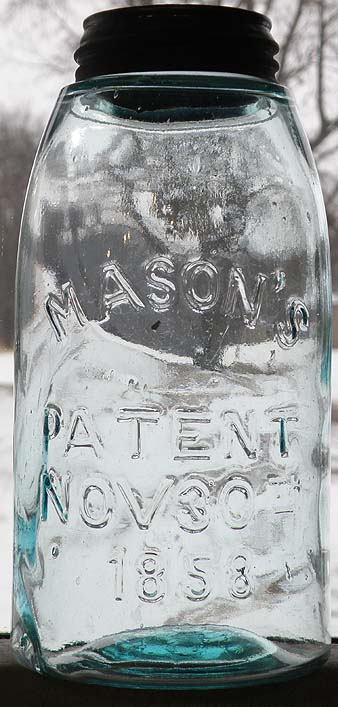 MASON'S
PATENT
NOV 30TH
1858